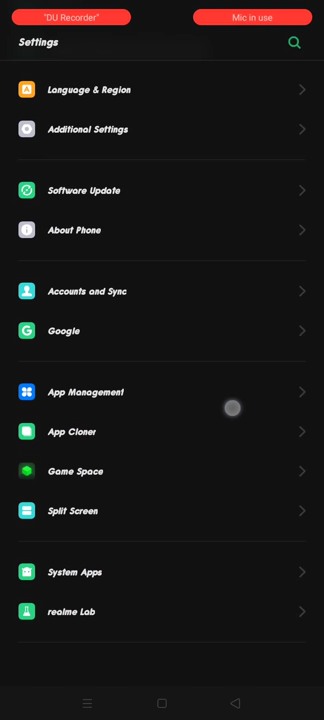 "DU Recorder"
Mic in use
Settings
Language & Region
Additional Settings
Software Update
About Phone
Accounts and Sync
Google
App Management
App Cloner
Game Space
Split Screen
System Apps
realme Lab